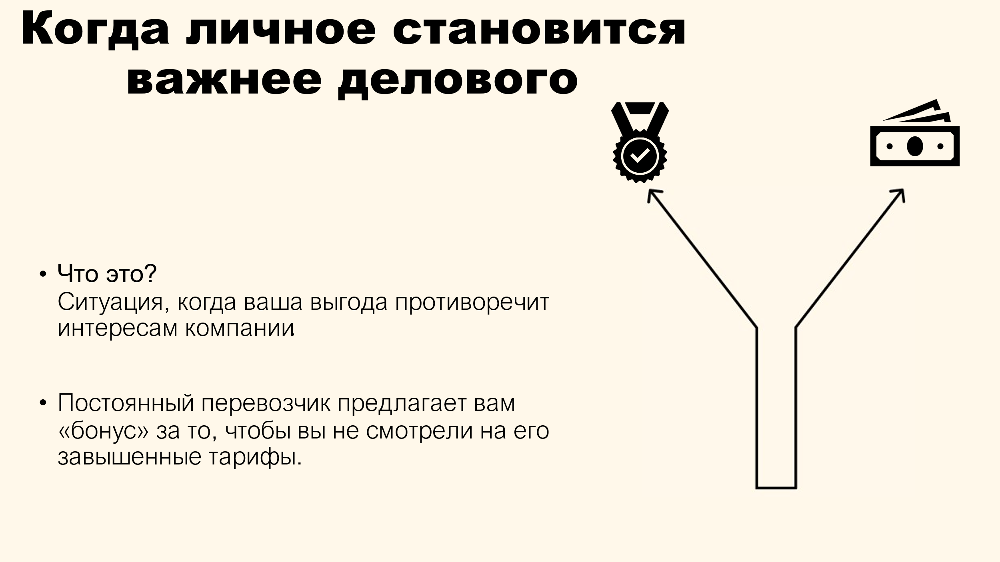 Когда личное становится
важнее делового
• Что это?
Ситуация, когда ваша выгода противоречит
интересам компании.
• Постоянный перевозчик предлагает вам
«бонус» за то, чтобы вы не смотрели на его
завышенные тарифы.